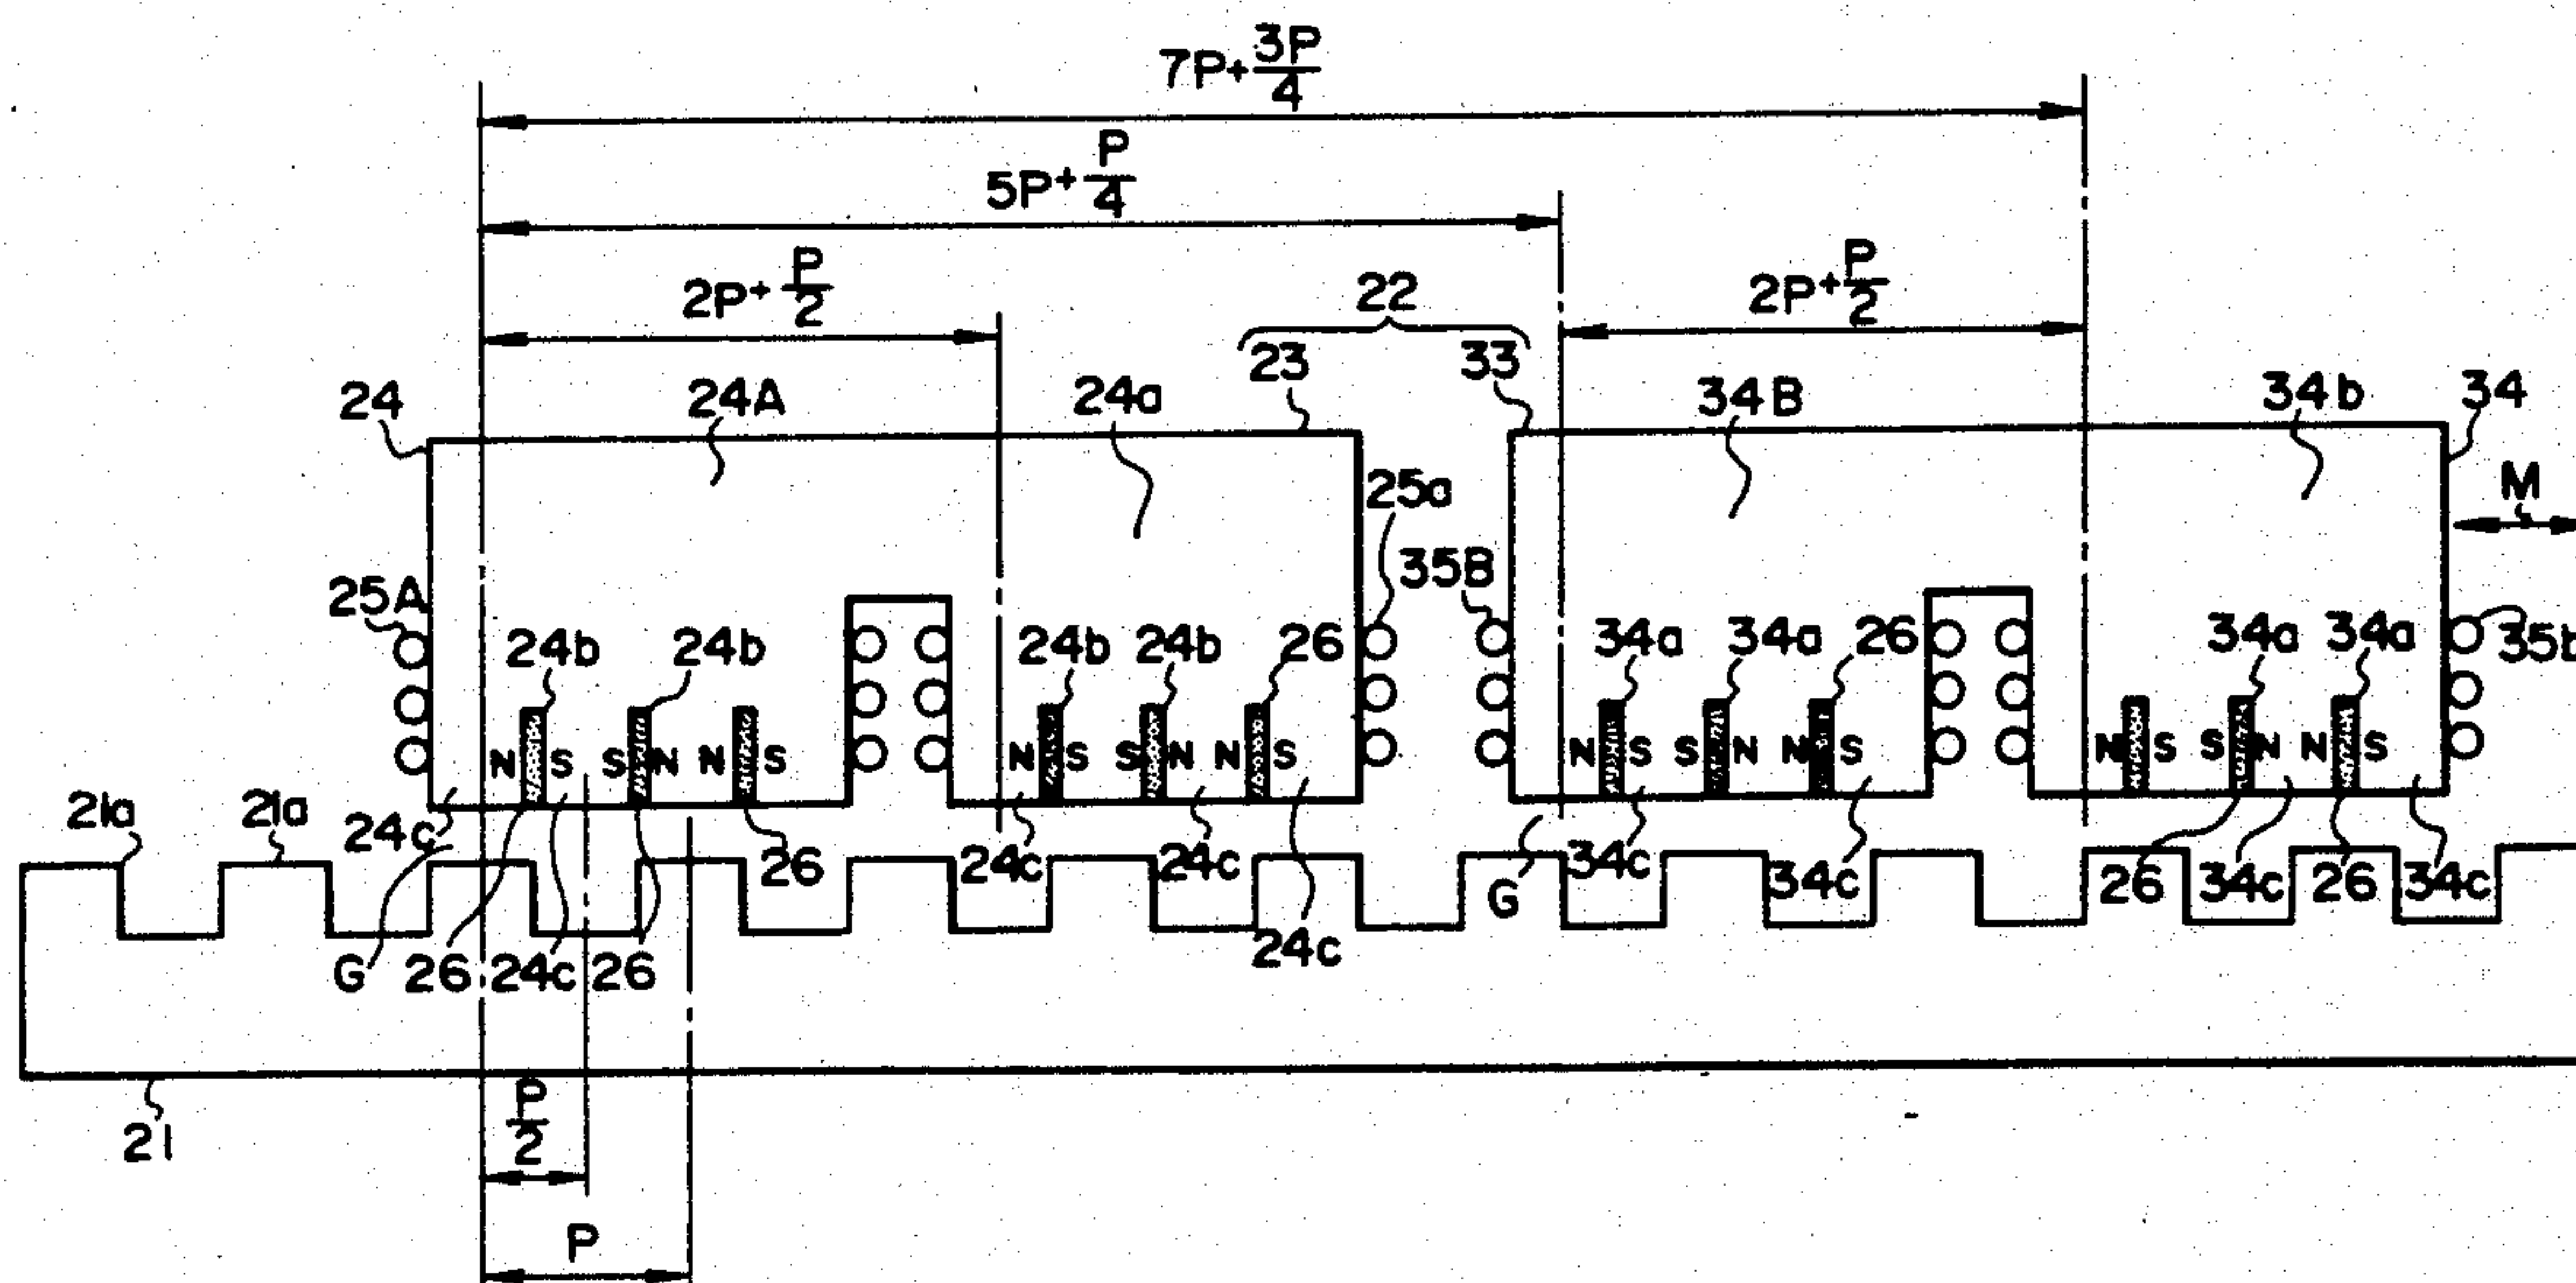 7P+3P/4
5P+P/4
2P+P/2 22 2P+P/2
23 33
24 24A 24a 34B 34b 34
M
25a
25A 35B
24b 24b 24b 24b 26 34a 34a 26 34a 34a 35b
N S S N N S N S S N N S N S S N N S N S S N N S
21a 21a 24c 26 24c 24c G 34c 34c 26 34c 26 34c
G 26 24c 26 24c
21
P/2
P